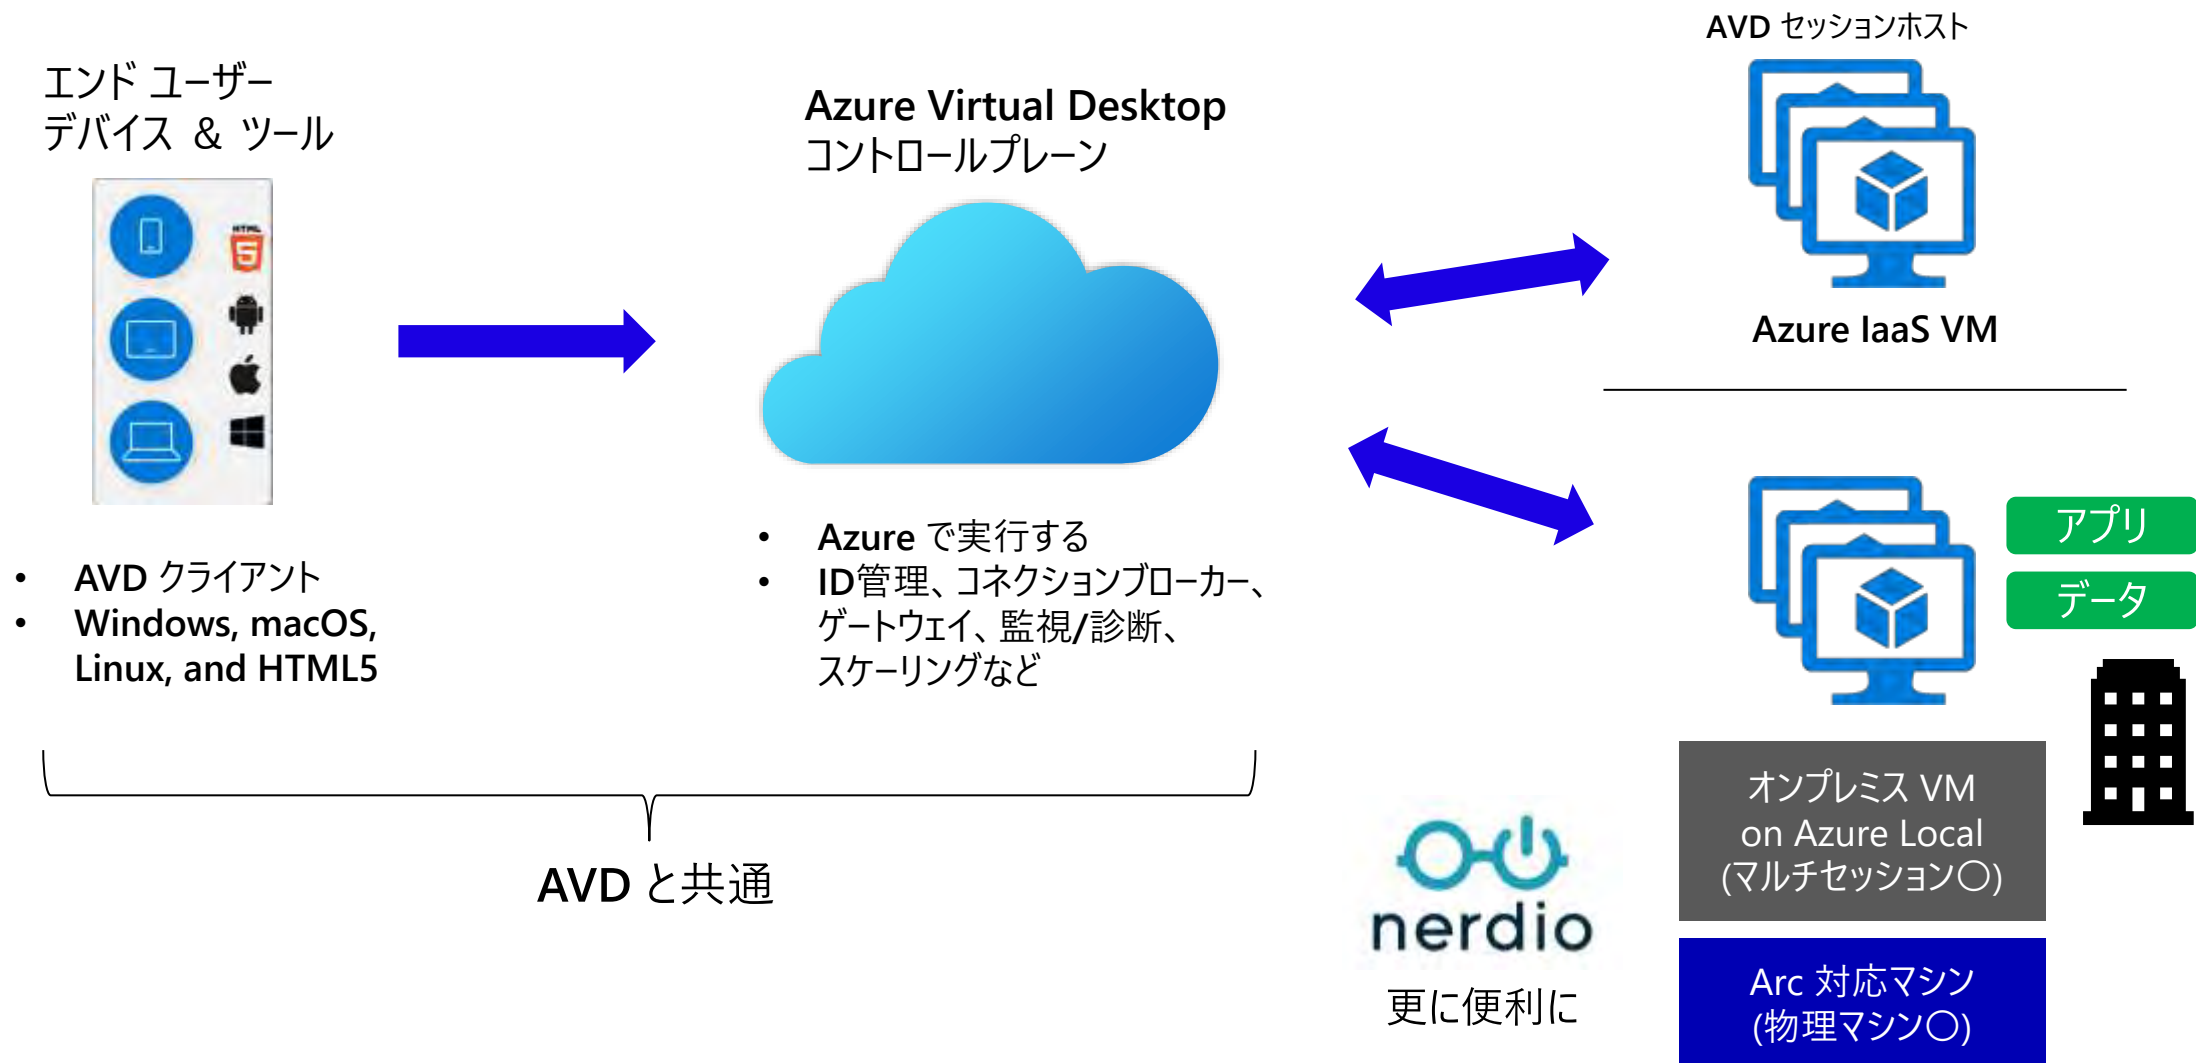 エンド ユーザー
デバイス ＆ ツール
HTML
5
• AVD クライアント
• Windows, macOS,
Linux, and HTML5
Azure Virtual Desktop
コントロールプレーン
• Azure で実行する
• ID管理、コネクションブローカー、
ゲートウェイ、監視/診断、
スケーリングなど
AVD と共通
AVD セッションホスト
Azure IaaS VM
アプリ
データ
オンプレミス VM
on Azure Local
(マルチセッション〇)
Arc 対応マシン
(物理マシン〇)
nerdio
更に便利に